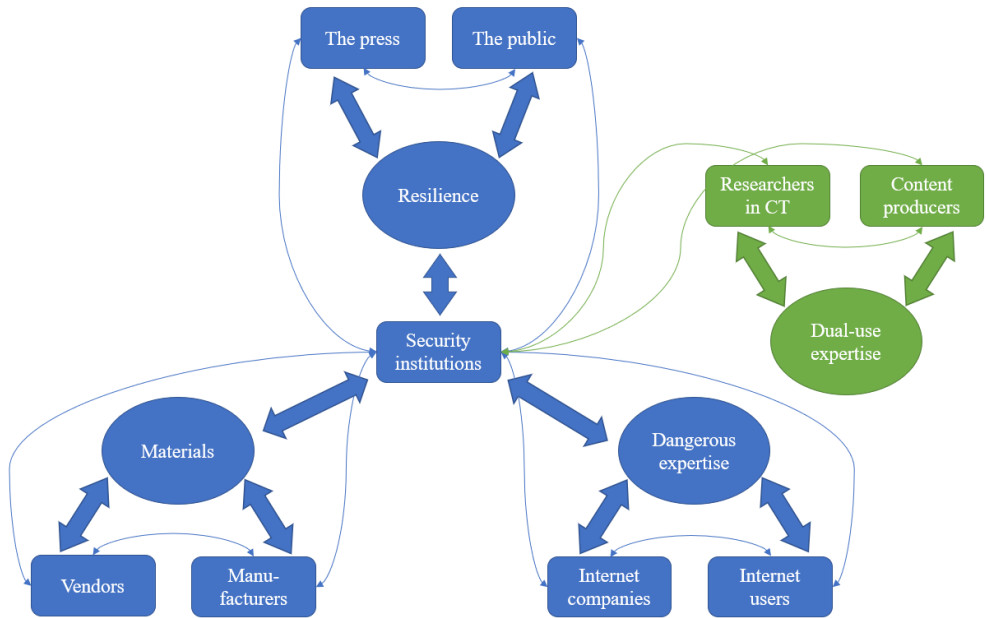 The press
The public
Resilience
Researchers
in CT
Content
producers
Dual-use
expertise
Security
institutions
Materials
Dangerous
expertise
Vendors
Manu-
facturers
Internet
companies
Internet
users